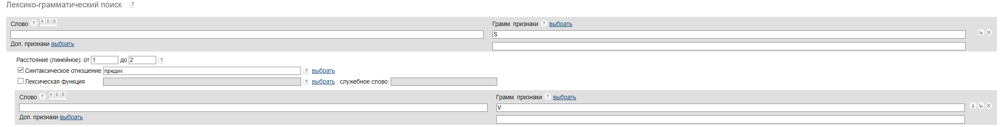 Лексико-грамматический поиск ?
Слово ? А Б В Грамм. признаки ? выбрать
S
Доп. признаки выбрать
Расстояние (линейное): от 1 до 2 ?
Синтаксическое отношение предик ? выбрать
Лексическая функция ? выбрать служебное слово:
Слово ? А Б В Грамм. признаки ? выбрать
V
Доп. признаки выбрать